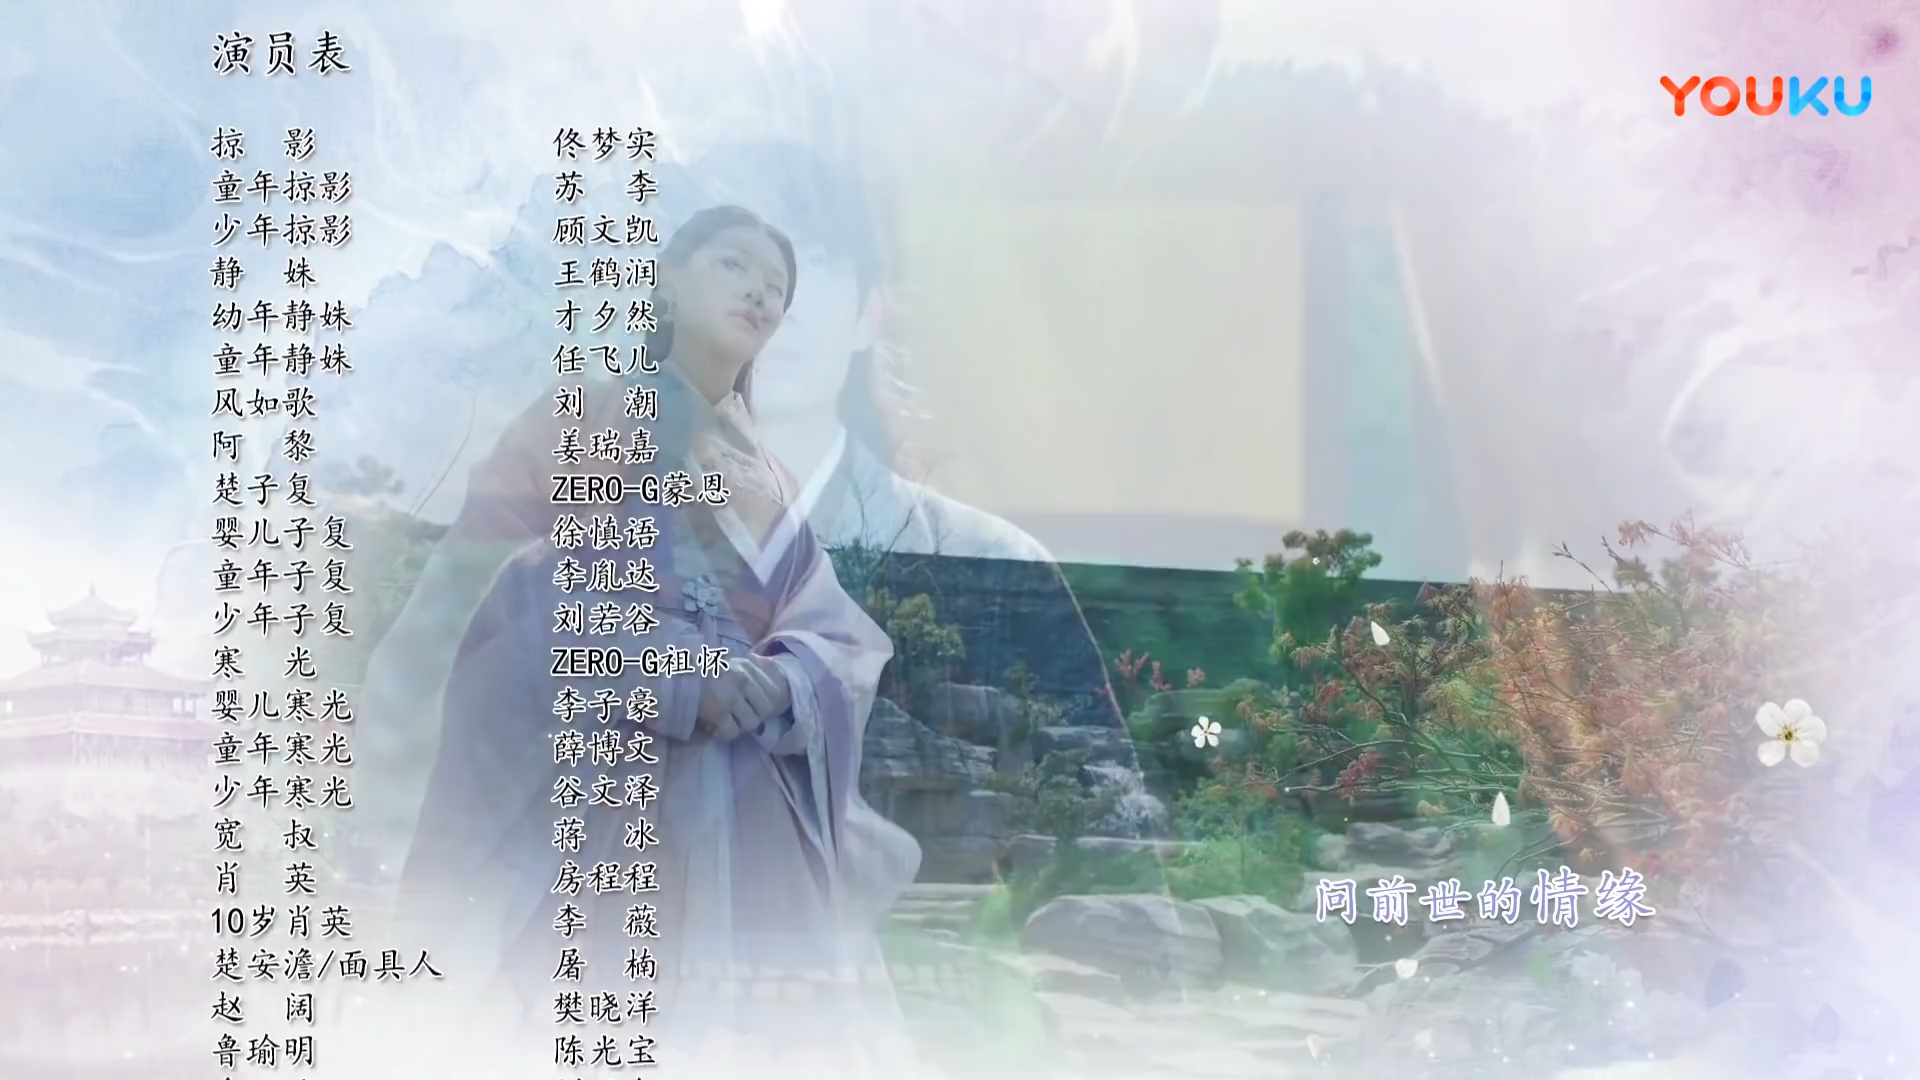 演员表
YOUKU
掠 影 佟梦实
童年掠影 苏 李
少年掠影 顾文凯
静 姝 王鹤润
幼年静姝 才夕然
童年静姝 任飞儿
风如歌 刘 潮
阿 黎 姜瑞嘉
楚子复 ZERO-G蒙恩
婴儿子复 徐慎语
童年子复 李胤达
少年子复 刘若谷
寒 光 ZERO-G祖怀
婴儿寒光 李子豪
童年寒光 薛博文
少年寒光 谷文泽
宽 叔 蒋 冰
肖 英 房程程
10岁肖英 李 薇
楚安澹/面具人 屠 楠
赵 阔 樊晓洋
鲁瑜明 陈光宝
问前世的情缘